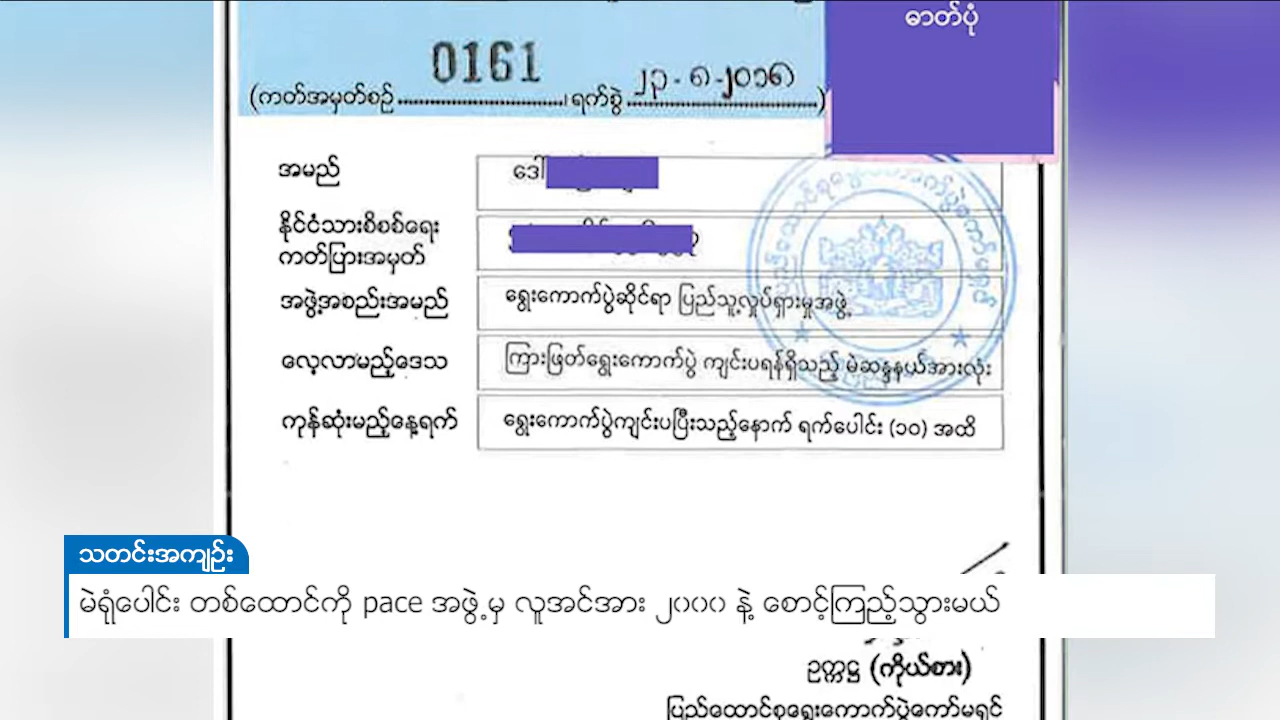 ဓာတ်ပုံ
0161 ၂၃-၈-၂၀၁၆
(ကတ်အမှတ်စဉ် ........................, ရက်စွဲ ........................)
အမည် ဒေါ်
နိုင်ငံသားစိစစ်ရေး
ကတ်ပြားအမှတ်
အဖွဲ့အစည်းအမည် ရွေးကောက်ပွဲဆိုင်ရာ ပြည်သူ့လှုပ်ရှားမှုအဖွဲ့
လေ့လာမည့်ဒေသ ကြားဖြတ်ရွေးကောက်ပွဲ ကျင်းပရန်ရှိသည့် မဲဆန္ဒနယ်အားလုံး
ကုန်ဆုံးမည့်နေ့ရက် ရွေးကောက်ပွဲကျင်းပပြီးသည့်နောက် ရက်ပေါင်း (၁၀) အထိ
သတင်းအကျဉ်း
မဲရုံပေါင်း တစ်ထောင်ကို pace အဖွဲ့မှ လူအင်အား ၂၀၀၀ နဲ့ စောင့်ကြည့်သွားမယ်
ဥက္ကဋ္ဌ (ကိုယ်စား)
ပြည်ထောင်စုရွေးကောက်ပွဲကော်မရှင်